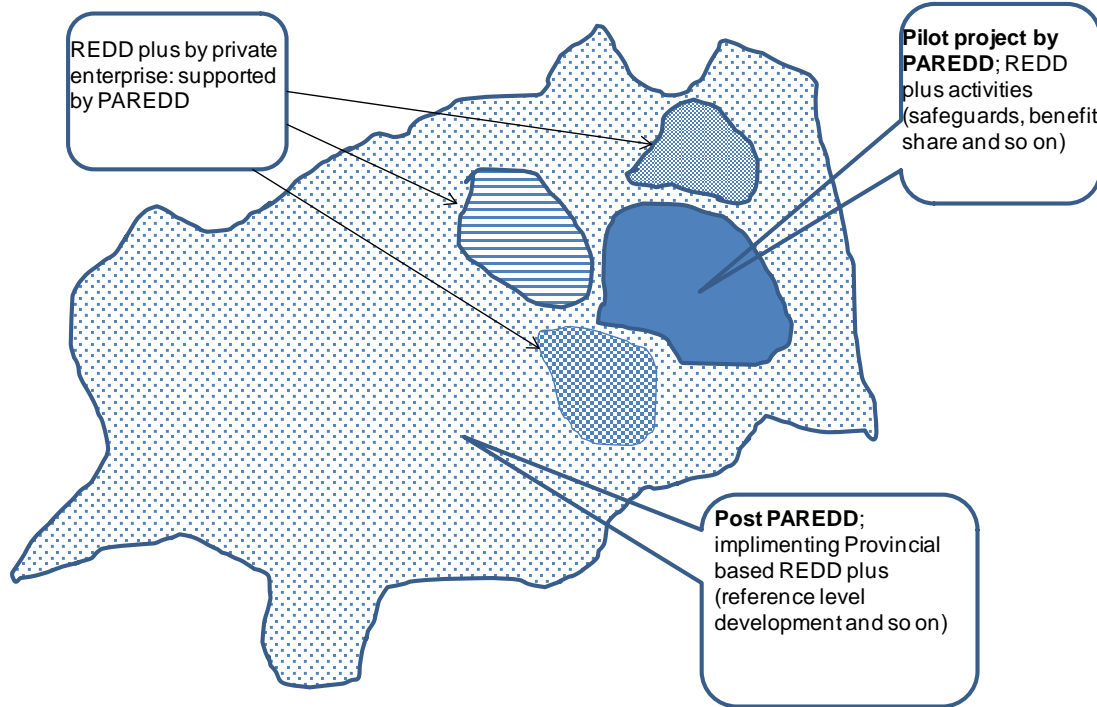 REDD plus by private
enterprise: supported
by PAREDD
Pilot project by
PAREDD; REDD
plus activities
(safeguards, benefit
share and so on)
Post PAREDD;
implimenting Provincial
based REDD plus
(reference level
development and so on)